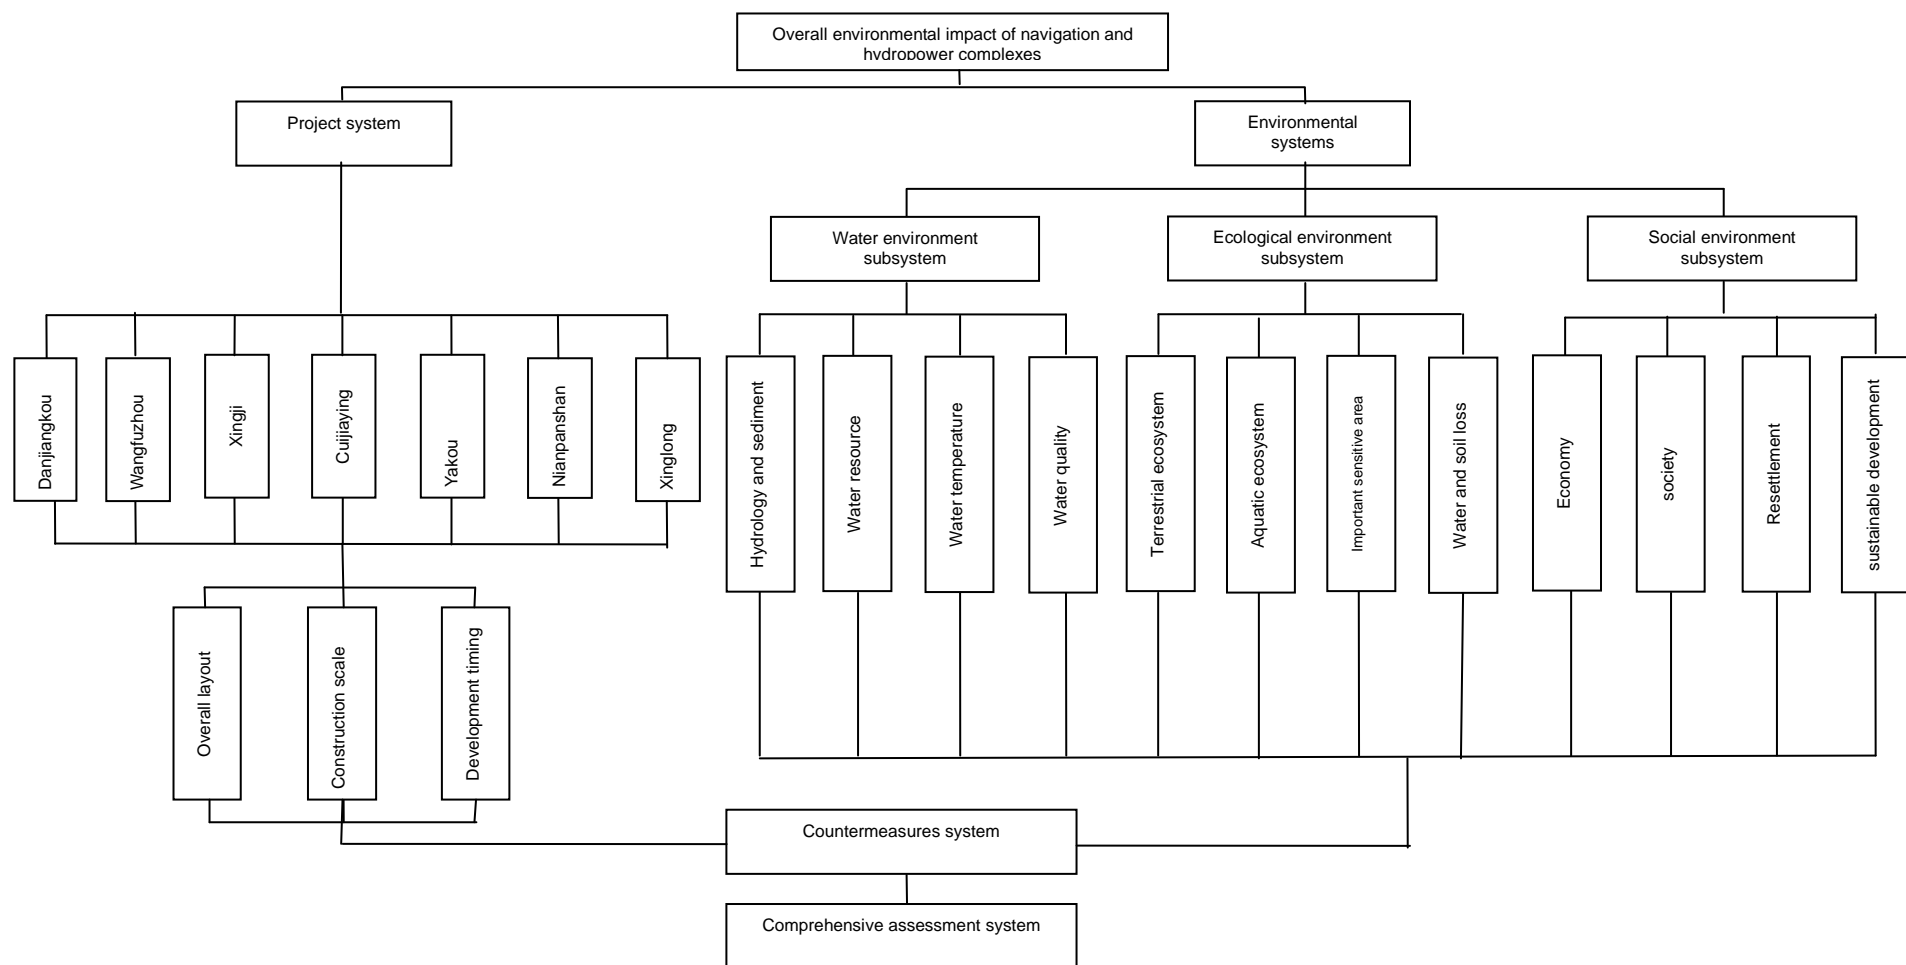 Overall environmental impact of navigation and
hydropower complexes
Project system
Environmental
systems
Water environment
subsystem
Ecological environment
subsystem
Social environment
subsystem
Danjiangkou
Wangfuzhou
Xingji
Cuijiaying
Yakou
Nianpanshan
Xinglong
Hydrology and sediment
Water resource
Water temperature
Water quality
Terrestrial ecosystem
Aquatic ecosystem
Important sensitive area
Water and soil loss
Economy
society
Resettlement
sustainable development
Overall layout
Construction scale
Development timing
Countermeasures system
Comprehensive assessment system